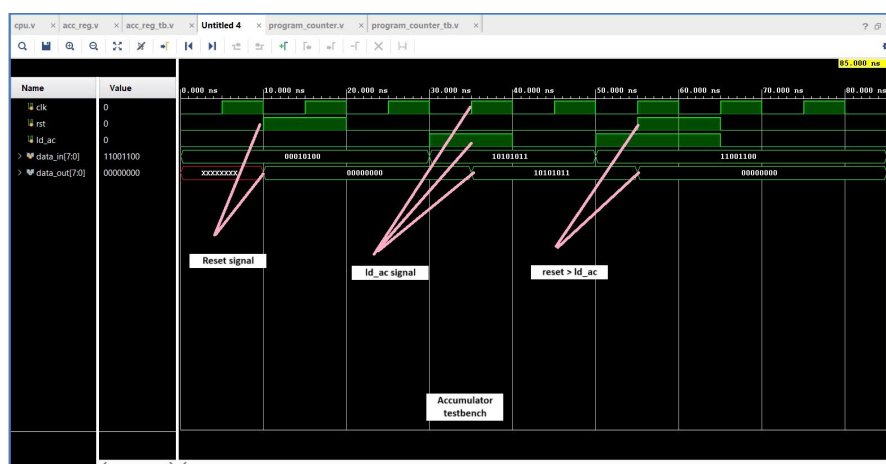 cpu.v × acc_reg.v × acc_reg_tb.v × Untitled 4 × program_counter.v × program_counter_tb.v × ?
85.000 ns
Name Value 0.000 ns 10.000 ns 20.000 ns 30.000 ns 40.000 ns 50.000 ns 60.000 ns 70.000 ns 80.000 ns
clk 0
rst 0
ld_ac 0
> data_in[7:0] 11001100 00010100 10101011 11001100
> data_out[7:0] 00000000 XXXXXXXX 00000000 10101011 00000000
Reset signal
ld_ac signal
reset > ld_ac
Accumulator
testbench